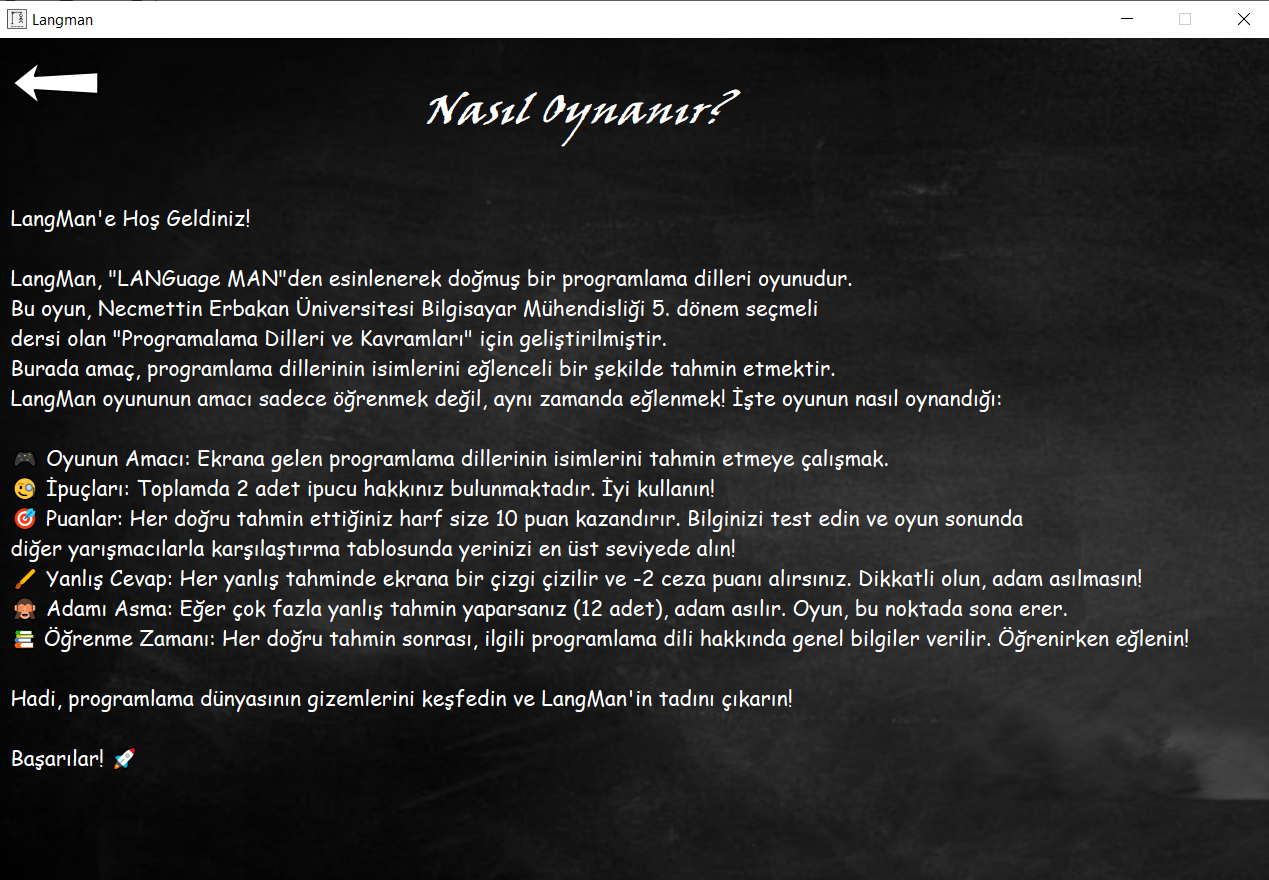 Langman
Nasıl Oynanır?
LangMan'e Hoş Geldiniz!
LangMan, "LANGuage MAN"den esinlenerek doğmuş bir programlama dilleri oyunudur.
Bu oyun, Necmettin Erbakan Üniversitesi Bilgisayar Mühendisliği 5. dönem seçmeli
dersi olan "Programalama Dilleri ve Kavramları" için geliştirilmiştir.
Burada amaç, programlama dillerinin isimlerini eğlenceli bir şekilde tahmin etmektir.
LangMan oyununun amacı sadece öğrenmek değil, aynı zamanda eğlenmek! İşte oyunun nasıl oynandığı:
🎮 Oyunun Amacı: Ekrana gelen programlama dillerinin isimlerini tahmin etmeye çalışmak.
🧐 İpuçları: Toplamda 2 adet ipucu hakkınız bulunmaktadır. İyi kullanın!
🎯 Puanlar: Her doğru tahmin ettiğiniz harf size 10 puan kazandırır. Bilginizi test edin ve oyun sonunda
diğer yarışmacılarla karşılaştırma tablosunda yerinizi en üst seviyede alın!
🖌️ Yanlış Cevap: Her yanlış tahminde ekrana bir çizgi çizilir ve -2 ceza puanı alırsınız. Dikkatli olun, adam asılmasın!
🙈 Adamı Asma: Eğer çok fazla yanlış tahmin yaparsanız (12 adet), adam asılır. Oyun, bu noktada sona erer.
📚 Öğrenme Zamanı: Her doğru tahmin sonrası, ilgili programlama dili hakkında genel bilgiler verilir. Öğrenirken eğlenin!
Hadi, programlama dünyasının gizemlerini keşfedin ve LangMan'in tadını çıkarın!
Başarılar! 🚀